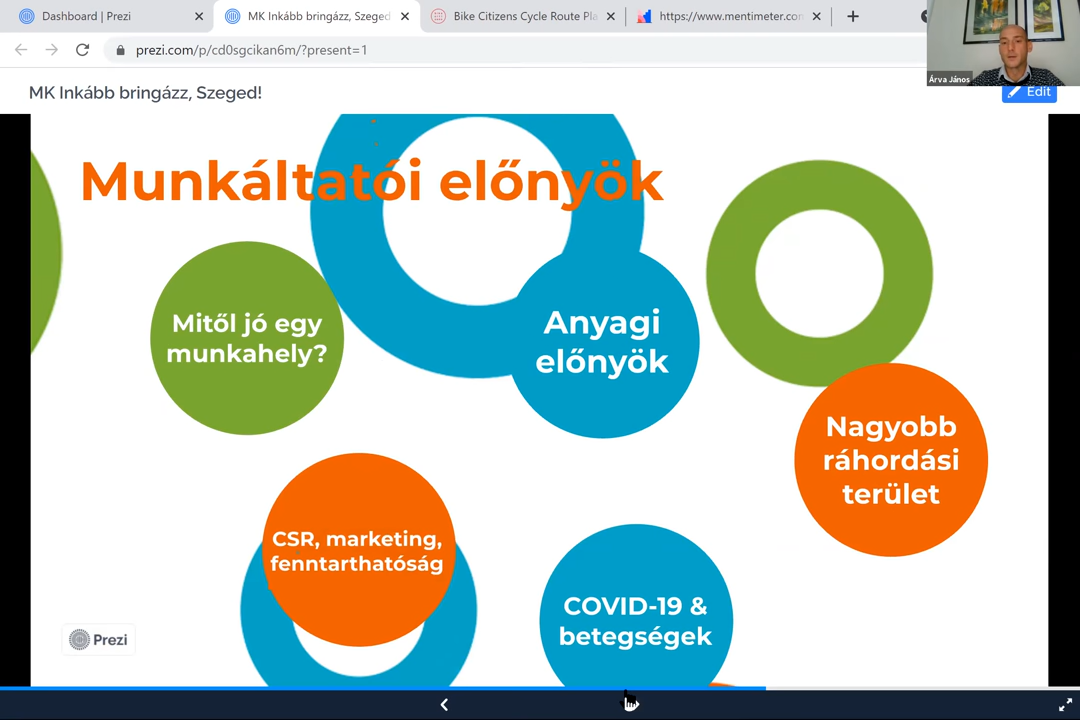 Dashboard | Prezi
MK Inkább bringázz, Szeged
Bike Citizens Cycle Route Pla
https://www.mentimeter.com
prezi.com/p/cd0sgcikan6m/?present=1
Árva János
MK Inkább bringázz, Szeged!
Edit
Munkáltatói előnyök
Mitől jó egy
munkahely?
Anyagi
előnyök
Nagyobb
ráhordási
terület
CSR, marketing,
fenntarthatóság
COVID-19 &
betegségek
Prezi